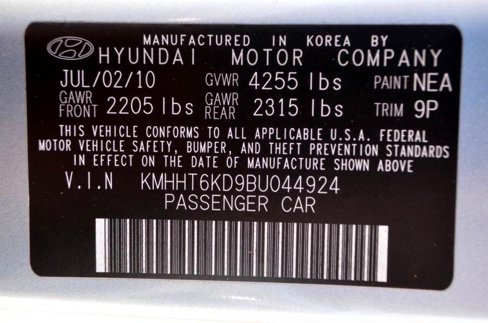 MANUFACTURED IN KOREA BY
HYUNDAI MOTOR COMPANY
JUL/02/10 GVWR 4255 lbs PAINT NEA
GAWR FRONT 2205 lbs GAWR REAR 2315 lbs TRIM 9P
THIS VEHICLE CONFORMS TO ALL APPLICABLE U.S.A. FEDERAL
MOTOR VEHICLE SAFETY, BUMPER, AND THEFT PREVENTION STANDARDS
IN EFFECT ON THE DATE OF MANUFACTURE SHOWN ABOVE
V.I.N KMHHT6KD9BU044924
PASSENGER CAR